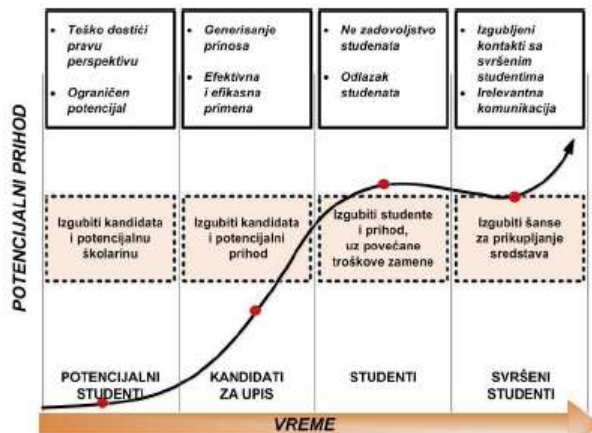 POTENCIJALNI PRIHOD
• Teško dostići
pravu
perspektivu
• Ograničen
potencijal
• Generisanje
prinosa
• Efektivna
i efikasna
primena
• Ne zadovoljstvo
studenata
• Odlazak
studenata
• Izgubljeni
kontakti sa
svršenim
studentima
• Irelevantna
komunikacija
Izgubiti kandidata
i potencijalnu
školarinu
Izgubiti kandidata
i potencijalni
prihod
Izgubiti studente
i prihod,
uz povećane
troškove zamene
Izgubiti šanse
za prikupljanje
sredstava
POTENCIJALNI
STUDENTI
KANDIDATI
ZA UPIS
STUDENTI
SVRŠENI
STUDENTI
VREME